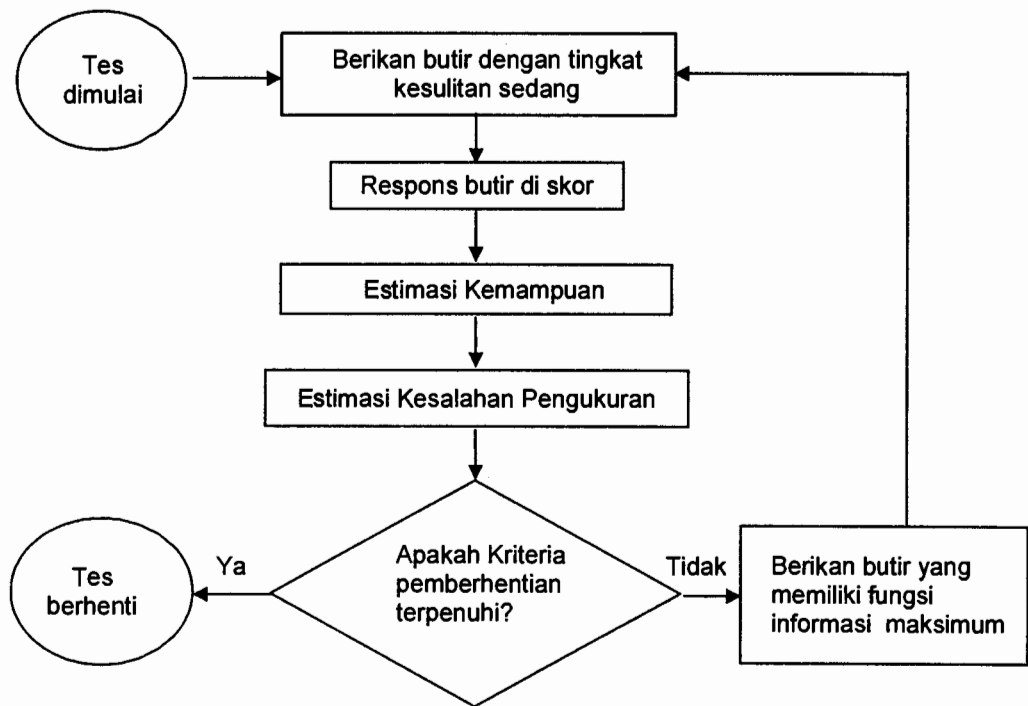 Tes
dimulai
Berikan butir dengan tingkat
kesulitan sedang
Respons butir di skor
Estimasi Kemampuan
Estimasi Kesalahan Pengukuran
Apakah Kriteria
pemberhentian
terpenuhi?
Ya
Tes
berhenti
Tidak
Berikan butir yang
memiliki fungsi
informasi maksimum